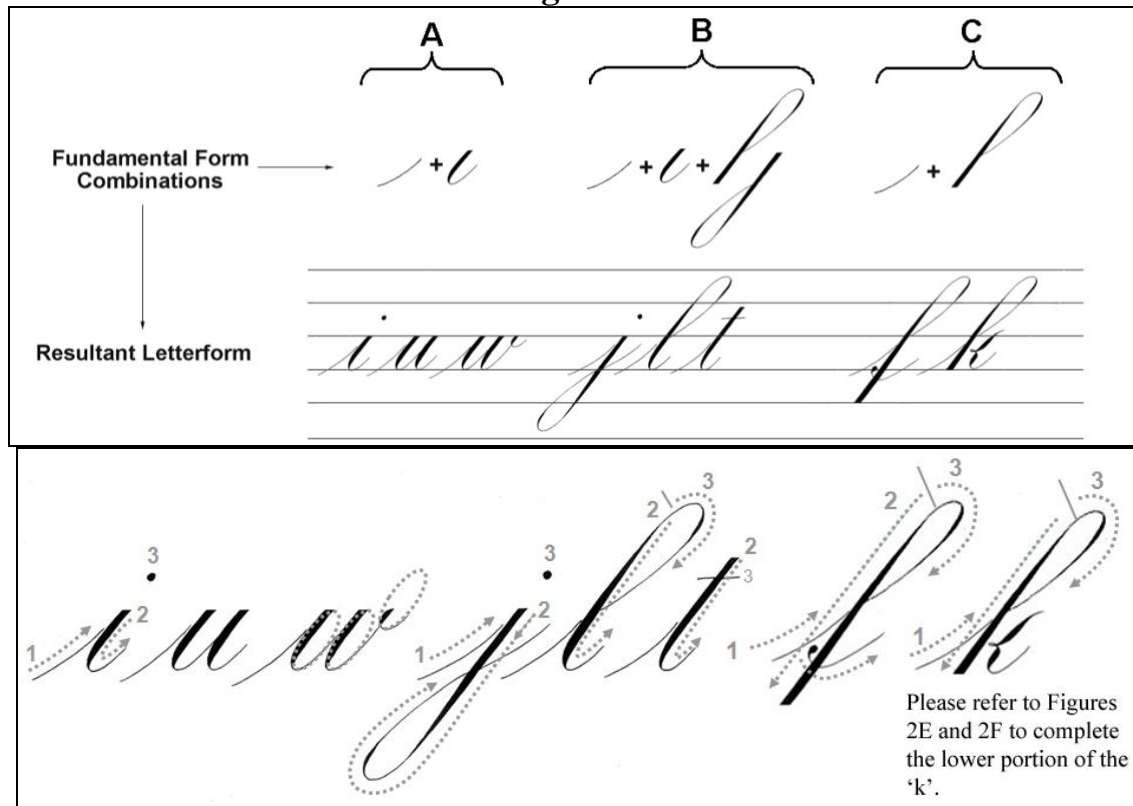 A B C
Fundamental Form
Combinations
+ + + +
Resultant Letterform
i u w j l t f k
1 2 3 1 2 3 2 3 2 3 1 2 3 1 3
i u w j l t f k
Please refer to Figures
2E and 2F to complete
the lower portion of the
‘k’.